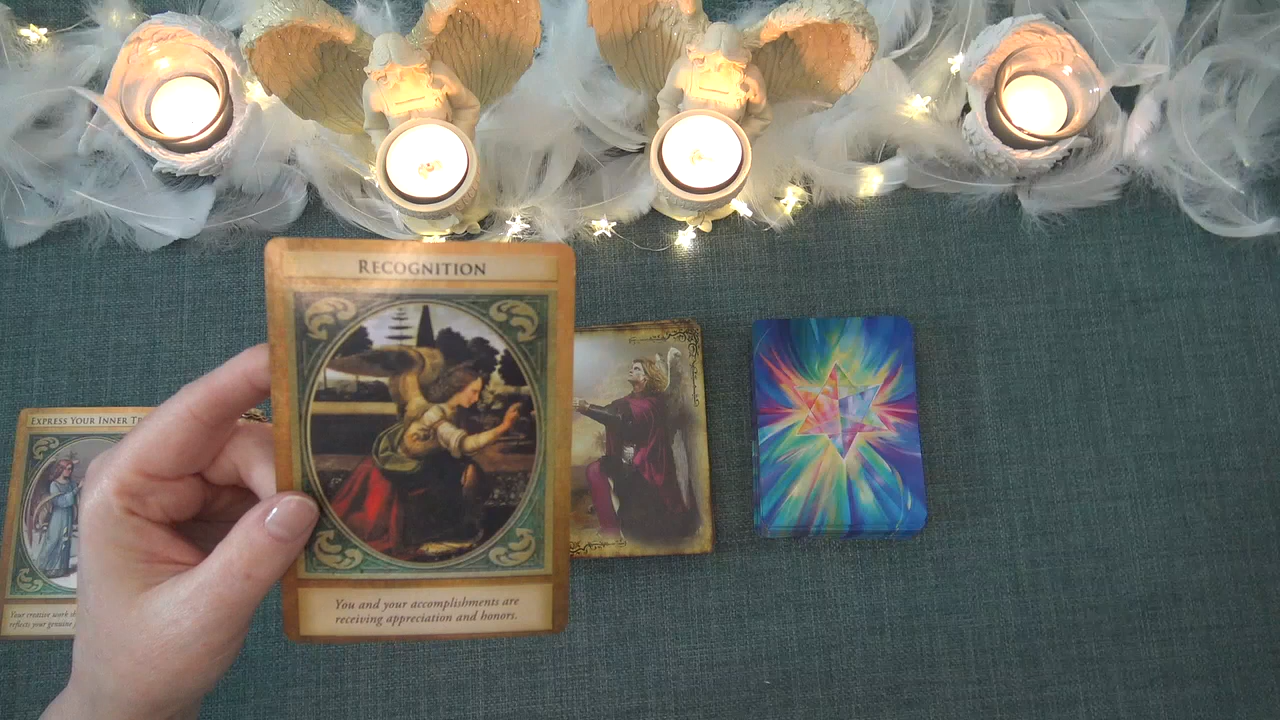 RECOGNITION
You and your accomplishments are
receiving appreciation and honors.
EXPRESS YOUR INNER
Your creative work
reflects your genuine